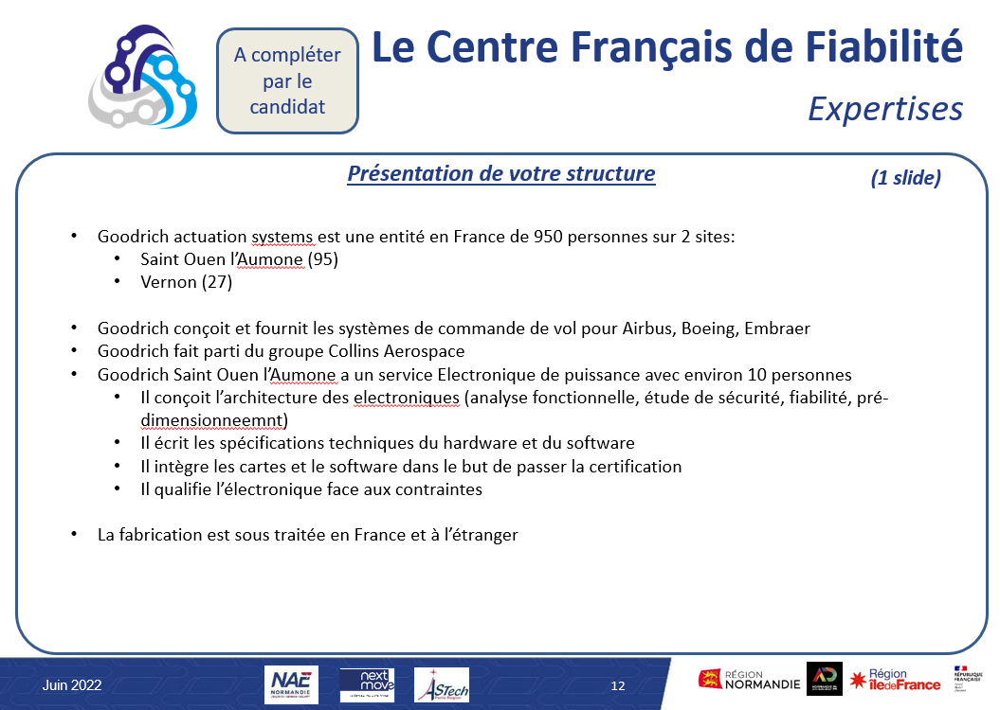 A compléter
par le
candidat
Le Centre Français de Fiabilité
Expertises
Présentation de votre structure
(1 slide)
• Goodrich actuation systems est une entité en France de 950 personnes sur 2 sites:
• Saint Ouen l’Aumone (95)
• Vernon (27)
• Goodrich conçoit et fournit les systèmes de commande de vol pour Airbus, Boeing, Embraer
• Goodrich fait parti du groupe Collins Aerospace
• Goodrich Saint Ouen l’Aumone a un service Electronique de puissance avec environ 10 personnes
• Il conçoit l’architecture des electroniques (analyse fonctionnelle, étude de sécurité, fiabilité, pré-
dimensionneemnt)
• Il écrit les spécifications techniques du hardware et du software
• Il intègre les cartes et le software dans le but de passer la certification
• Il qualifie l’électronique face aux contraintes
• La fabrication est sous traitée en France et à l’étranger
Juin 2022
NAE
NORMANDIE
next
move
ASTech
Paris Region
12
RÉGION
NORMANDIE
Région
îledeFrance
RÉPUBLIQUE
FRANÇAISE